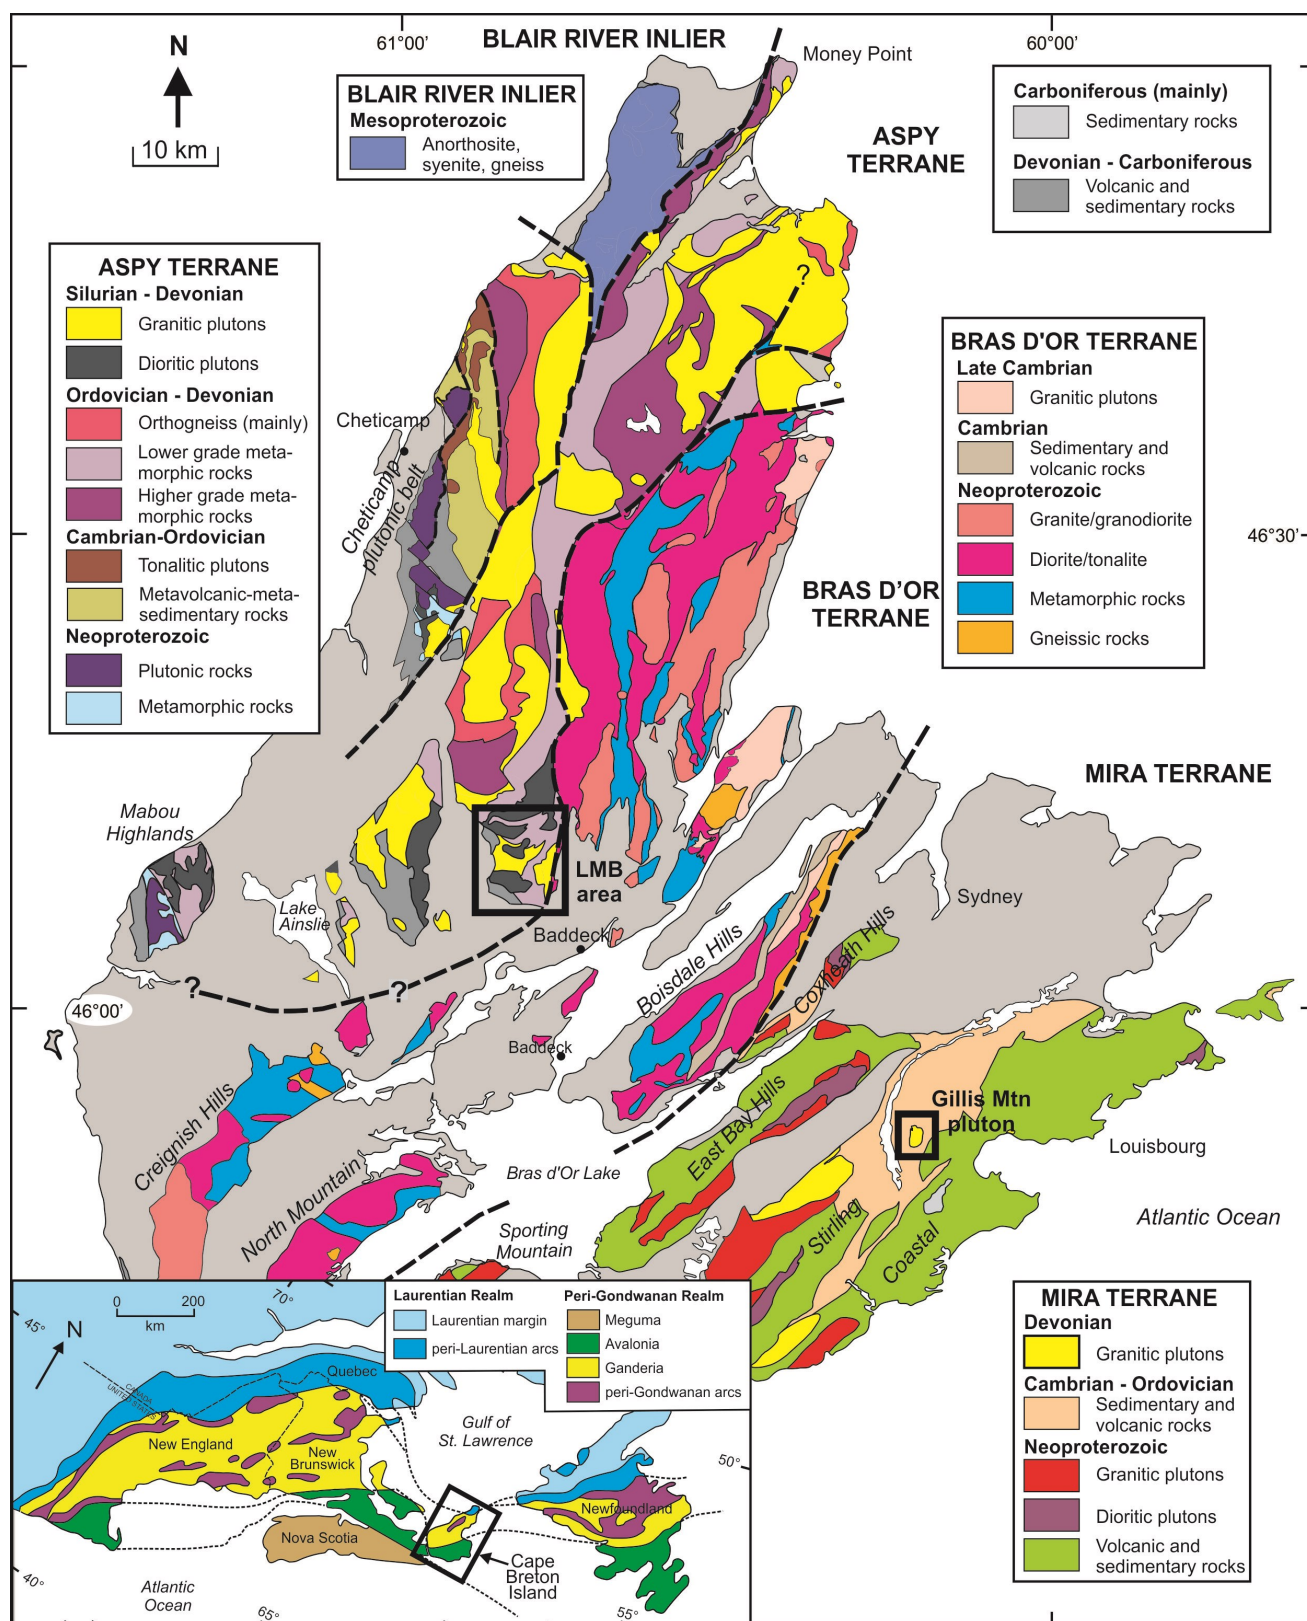 61°00'
BLAIR RIVER INLIER
60°00'
N
10 km
Money Point
BLAIR RIVER INLIER
Mesoproterozoic
Anorthosite,
syenite, gneiss
ASPY
TERRANE
Carboniferous (mainly)
Sedimentary rocks
Devonian - Carboniferous
Volcanic and
sedimentary rocks
ASPY TERRANE
Silurian - Devonian
Granitic plutons
Dioritic plutons
Ordovician - Devonian
Orthogneiss (mainly)
Lower grade meta-
morphic rocks
Higher grade meta-
morphic rocks
Cambrian-Ordovician
Tonalitic plutons
Metavolcanic-meta-
sedimentary rocks
Neoproterozoic
Plutonic rocks
Metamorphic rocks
?
Cheticamp
Cheticamp
plutonic belt
BRAS D'OR TERRANE
Late Cambrian
Granitic plutons
Cambrian
Sedimentary and
volcanic rocks
Neoproterozoic
Granite/granodiorite
Diorite/tonalite
Metamorphic rocks
Gneissic rocks
46°30'
BRAS D'OR
TERRANE
MIRA TERRANE
Mabou
Highlands
Lake
Ainslie
LMB
area
Baddeck
Sydney
Boisdale Hills
Coxheath Hills
?
?
46°00'
Baddeck
Creignish Hills
North Mountain
East Bay Hills
Gillis Mtn
pluton
Louisbourg
Bras d'Or Lake
Sporting
Mountain
Stirling
Coastal
Atlantic Ocean
MIRA TERRANE
Devonian
Granitic plutons
Cambrian - Ordovician
Sedimentary and
volcanic rocks
Neoproterozoic
Granitic plutons
Dioritic plutons
Volcanic and
sedimentary rocks
70°
0 200
km
45°
N
Laurentian Realm
Laurentian margin
peri-Laurentian arcs
Peri-Gondwanan Realm
Meguma
Avalonia
Ganderia
peri-Gondwanan arcs
CANADA
UNITED STATES
Quebec
Gulf of
St. Lawrence
New England
New
Brunswick
50°
Newfoundland
Nova Scotia
Cape
Breton
Island
40°
Atlantic
Ocean
65°
55°